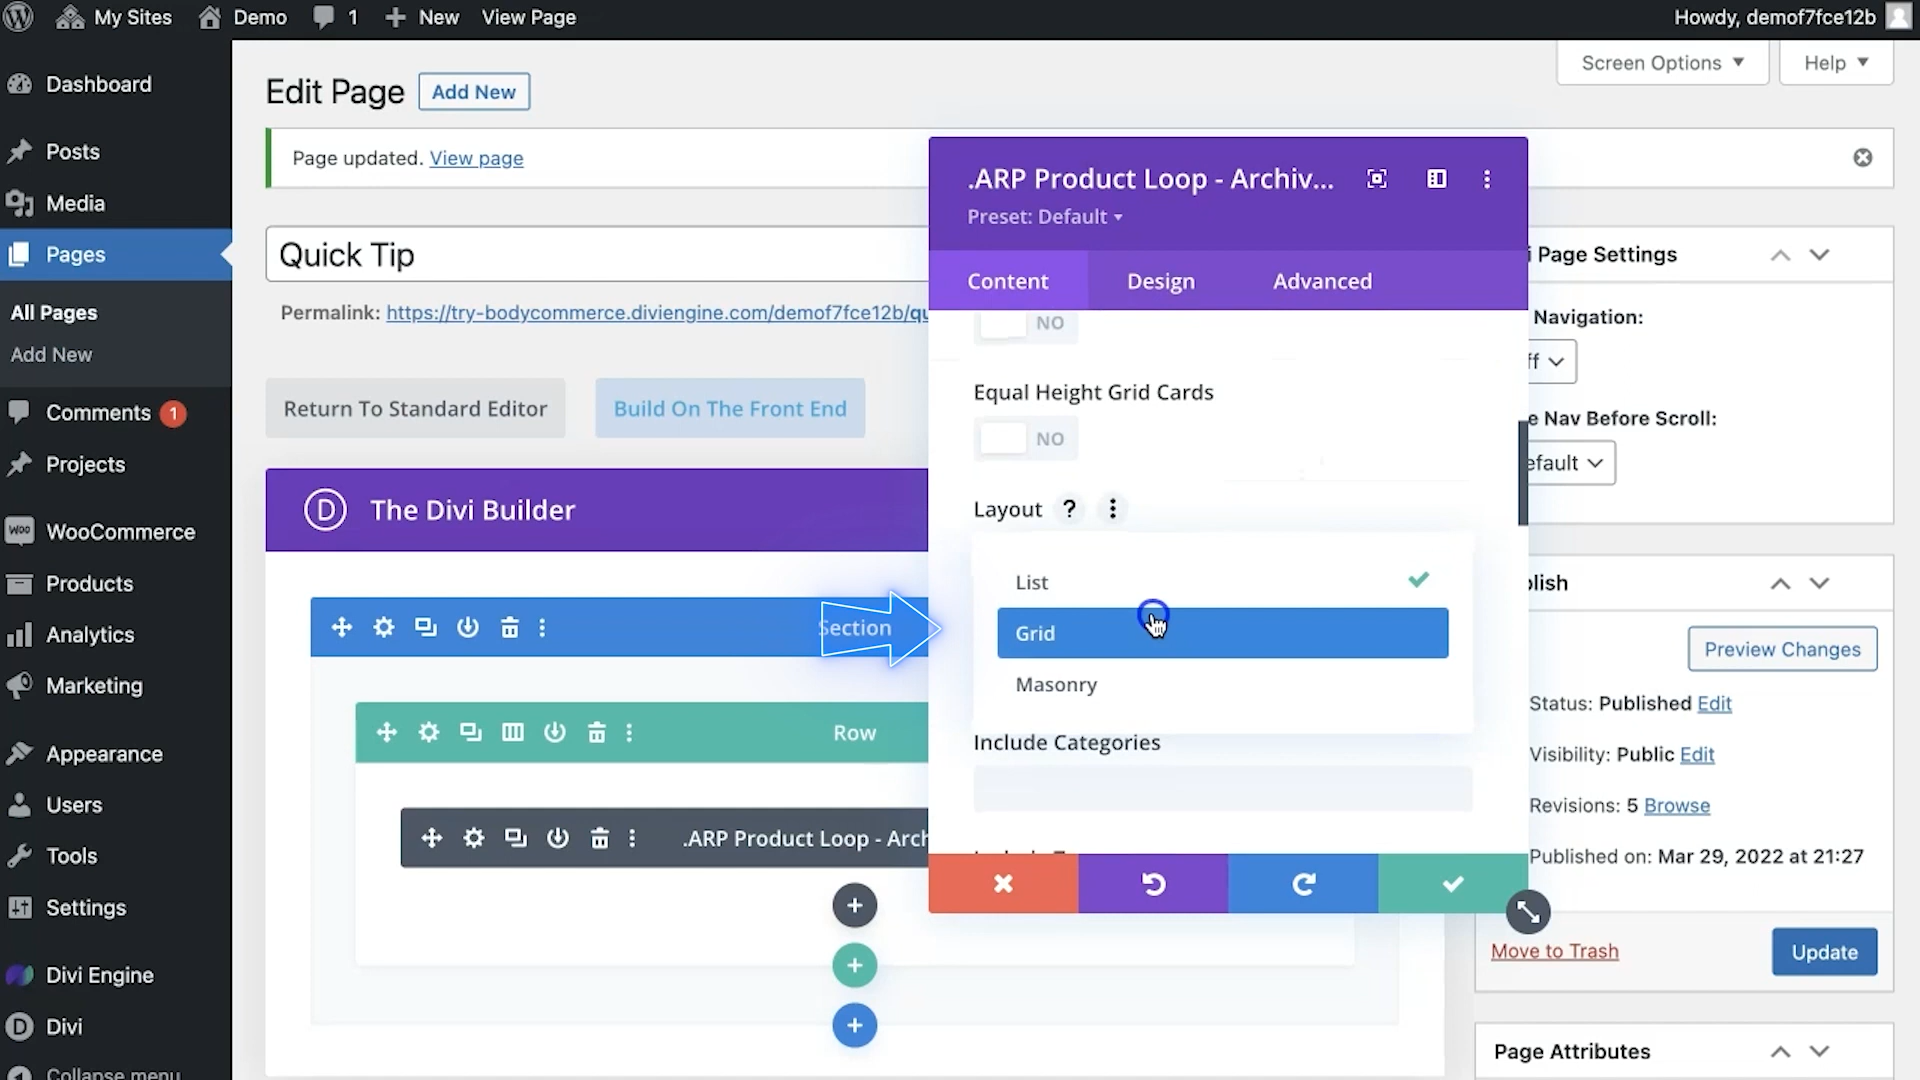 My Sites
Demo
1
New
View Page
Howdy, demof7fce12b
Dashboard
Posts
Media
Pages
All Pages
Add New
Comments 1
Projects
WooCommerce
Products
Analytics
Marketing
Appearance
Users
Tools
Settings
Divi Engine
Divi
Collapse menu
Screen Options
Help
Edit Page
Add New
Page updated. View page
Quick Tip
Permalink: https://try-bodycommerce.diviengine.com/demof7fce12b/qu
Return To Standard Editor
Build On The Front End
D The Divi Builder
Section
Row
.ARP Product Loop - Arch
.ARP Product Loop - Archiv...
Preset: Default
Content
Design
Advanced
NO
Equal Height Grid Cards
NO
Layout ?
List
Grid
Masonry
Include Categories
i Page Settings
Navigation:
ff
e Nav Before Scroll:
efault
blish
Preview Changes
Status: Published Edit
Visibility: Public Edit
Revisions: 5 Browse
Published on: Mar 29, 2022 at 21:27
Move to Trash
Update
Page Attributes